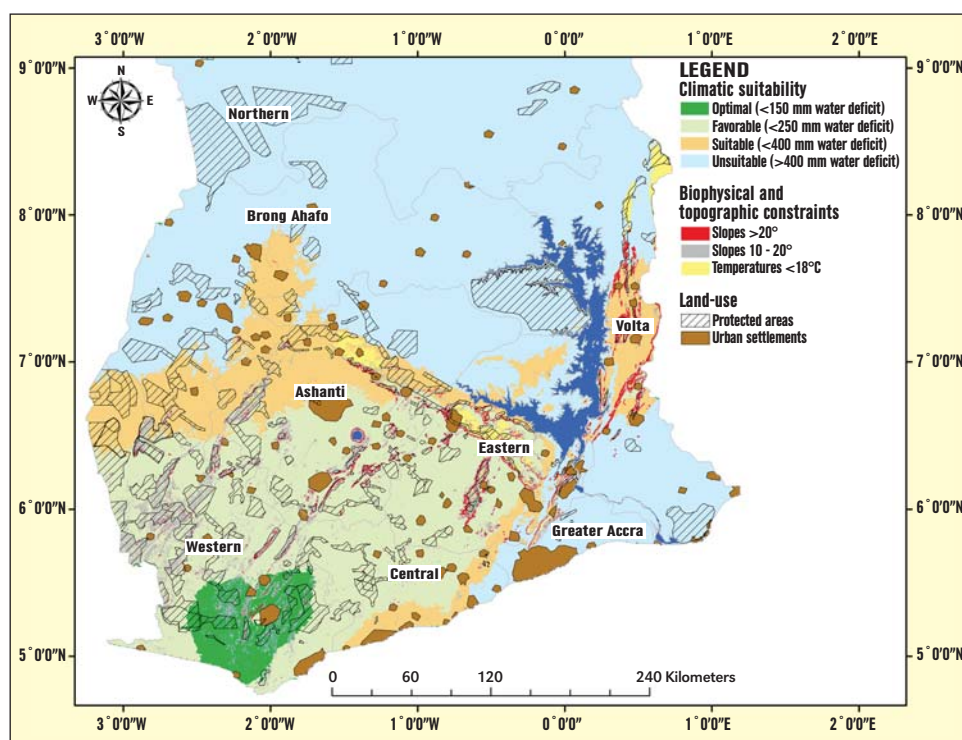 3˚0'0"W 2˚0'0"W 1˚0'0"W 0˚0'0" 1˚0'0"E 2˚0'0"E
9˚0'0"N
8˚0'0"N
7˚0'0"N
6˚0'0"N
5˚0'0"N
N
W E
S
Northern
Brong Ahafo
Volta
Ashanti
Eastern
Western
Greater Accra
Central
LEGEND
Climatic suitability
Optimal (<150 mm water deficit)
Favorable (<250 mm water deficit)
Suitable (<400 mm water deficit)
Unsuitable (>400 mm water deficit)
Biophysical and
topographic constraints
Slopes >20°
Slopes 10 - 20°
Temperatures <18°C
Land-use
Protected areas
Urban settlements
0 60 120 240 Kilometers
9˚0'0"N
8˚0'0"N
7˚0'0"N
6˚0'0"N
5˚0'0"N
3˚0'0"W 2˚0'0"W 1˚0'0"W 0˚0'0" 1˚0'0"E 2˚0'0"E